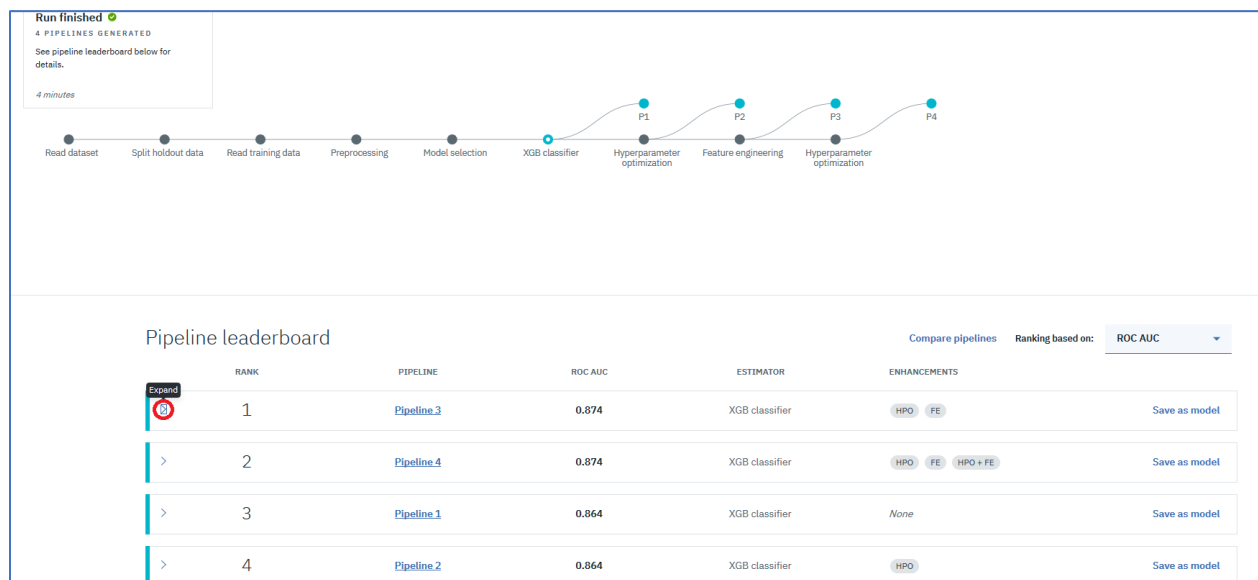 Run finished
4 PIPELINES GENERATED
See pipeline leaderboard below for
details.
4 minutes
P1
P2
P3
P4
Read dataset
Split holdout data
Read training data
Preprocessing
Model selection
XGB classifier
Hyperparameter
optimization
Feature engineering
Hyperparameter
optimization
Pipeline leaderboard
Compare pipelines
Ranking based on:
ROC AUC
RANK PIPELINE ROC AUC ESTIMATOR ENHANCEMENTS
Expand
1 Pipeline 3 0.874 XGB classifier HPO FE Save as model
2 Pipeline 4 0.874 XGB classifier HPO FE HPO + FE Save as model
3 Pipeline 1 0.864 XGB classifier None Save as model
4 Pipeline 2 0.864 XGB classifier HPO Save as model